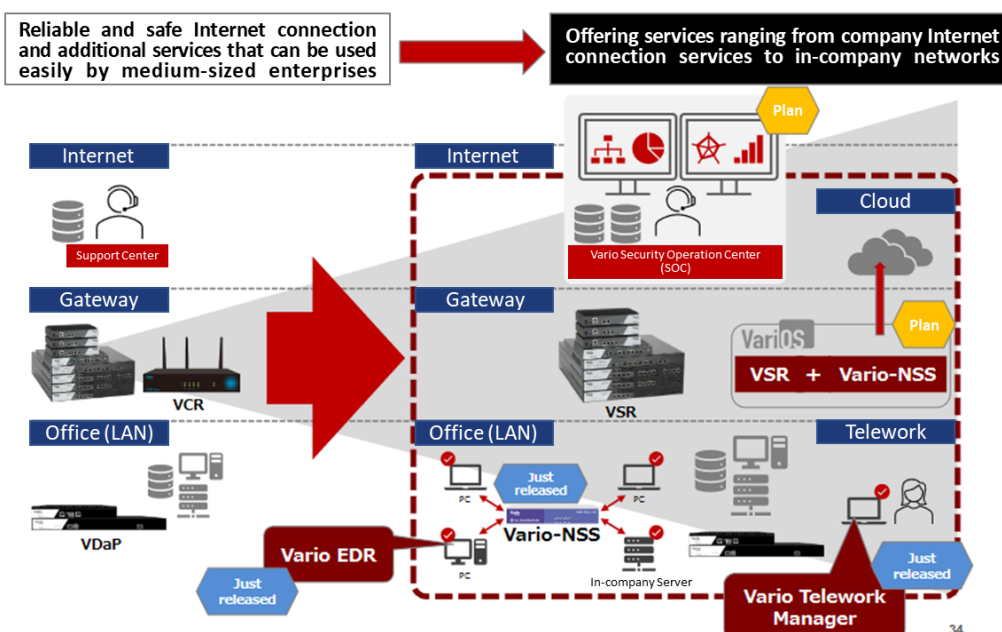 Reliable and safe Internet connection
and additional services that can be used
easily by medium-sized enterprises
Offering services ranging from company Internet
connection services to in-company networks
Plan
Internet
Support Center
Internet
Vario Security Operation Center
(SOC)
Cloud
Gateway
VCR
Gateway
VSR
Plan
VariOS
VSR + Vario-NSS
Office (LAN)
VDaP
Office (LAN)
PC
Just
released
PC
Vario-NSS
PC
In-company Server
Telework
Vario EDR
Just
released
Just
released
Vario Telework
Manager
34